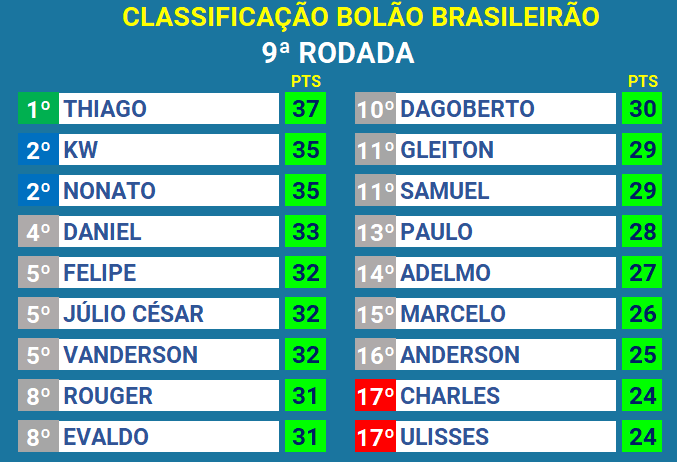 CLASSIFICAÇÃO BOLÃO BRASILEIRÃO
9ª RODADA
PTS
1º THIAGO 37
2º KW 35
2º NONATO 35
4º DANIEL 33
5º FELIPE 32
5º JÚLIO CÉSAR 32
5º VANDERSON 32
8º ROUGER 31
8º EVALDO 31
PTS
10º DAGOBERTO 30
11º GLEITON 29
11º SAMUEL 29
13º PAULO 28
14º ADELMO 27
15º MARCELO 26
16º ANDERSON 25
17º CHARLES 24
17º ULISSES 24